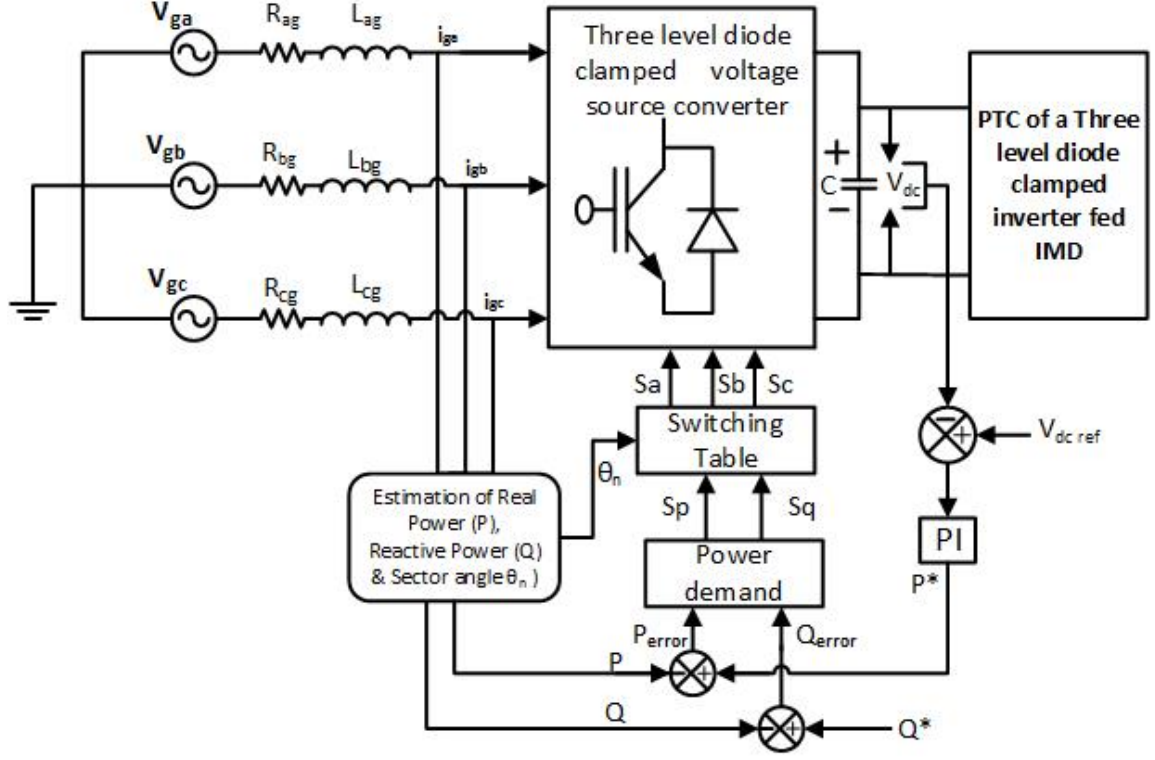 Vga
Rag
Lag
iga
Three level diode
clamped voltage
source converter
Vgb
Rbg
Lbg
igb
+
C
-
Vdc
PTC of a Three
level diode
clamped
inverter fed
IMD
Vgc
Rcg
Lcg
igc
Sa Sb Sc
Switching
Table
- +
Vdc ref
θn
Estimation of Real
Power (P),
Reactive Power (Q)
& Sector angle θn )
Sp Sq
PI
Power
demand
P*
Perror
Qerror
P
- +
Q
- +
Q*